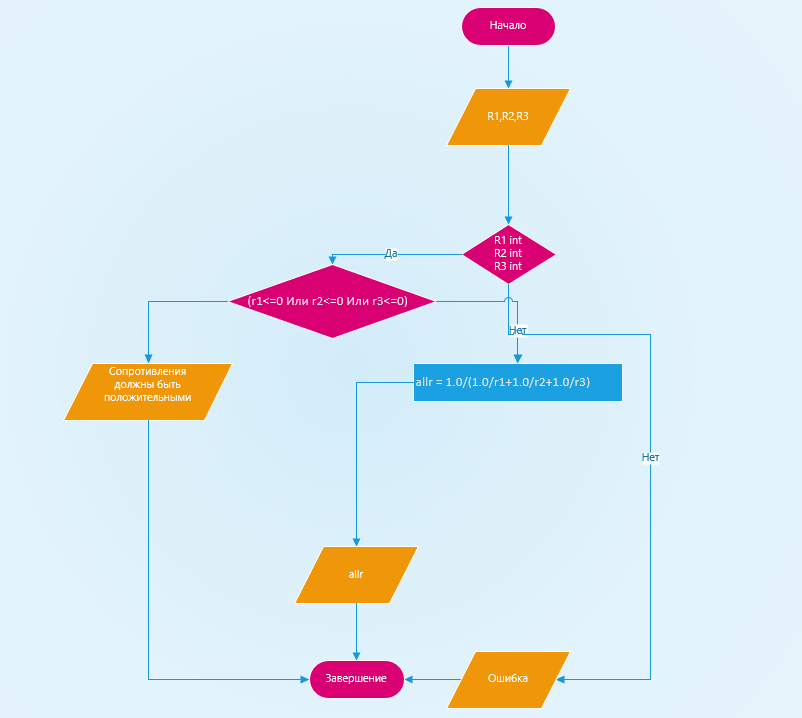 Начало
R1,R2,R3
R1 int
R2 int
R3 int
Да
(r1<=0 Или r2<=0 Или r3<=0)
Нет
Сопротивления
должны быть
положительными
allr = 1.0/(1.0/r1+1.0/r2+1.0/r3)
Нет
allr
Завершение
Ошибка